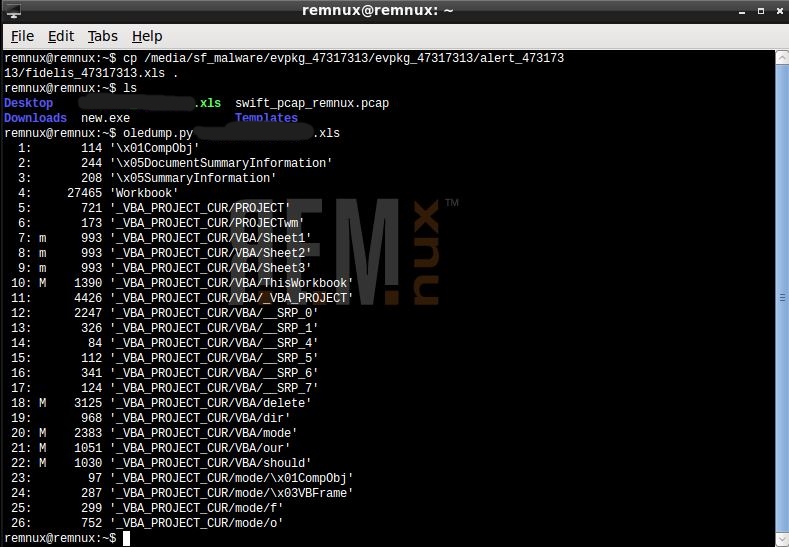 remnux@remnux: ~
File Edit Tabs Help
remnux@remnux:~$ cp /media/sf_malware/evpkg_47317313/evpkg_47317313/alert_473173
13/fidelis_47317313.xls .
remnux@remnux:~$ ls
Desktop .xls swift_pcap_remnux.pcap
Downloads new.exe Templates
remnux@remnux:~$ oledump.py .xls
1: 114 '\x01CompObj'
2: 244 '\x05DocumentSummaryInformation'
3: 208 '\x05SummaryInformation'
4: 27465 'Workbook'
5: 721 '_VBA_PROJECT_CUR/PROJECT'
6: 173 '_VBA_PROJECT_CUR/PROJECTwm'
7: m 993 '_VBA_PROJECT_CUR/VBA/Sheet1'
8: m 993 '_VBA_PROJECT_CUR/VBA/Sheet2'
9: m 993 '_VBA_PROJECT_CUR/VBA/Sheet3'
10: M 1390 '_VBA_PROJECT_CUR/VBA/ThisWorkbook'
11: 4426 '_VBA_PROJECT_CUR/VBA/_VBA_PROJECT'
12: 2247 '_VBA_PROJECT_CUR/VBA/__SRP_0'
13: 326 '_VBA_PROJECT_CUR/VBA/__SRP_1'
14: 84 '_VBA_PROJECT_CUR/VBA/__SRP_4'
15: 112 '_VBA_PROJECT_CUR/VBA/__SRP_5'
16: 341 '_VBA_PROJECT_CUR/VBA/__SRP_6'
17: 124 '_VBA_PROJECT_CUR/VBA/__SRP_7'
18: M 3125 '_VBA_PROJECT_CUR/VBA/delete'
19: 968 '_VBA_PROJECT_CUR/VBA/dir'
20: M 2383 '_VBA_PROJECT_CUR/VBA/mode'
21: M 1051 '_VBA_PROJECT_CUR/VBA/our'
22: M 1030 '_VBA_PROJECT_CUR/VBA/should'
23: 97 '_VBA_PROJECT_CUR/mode/\x01CompObj'
24: 287 '_VBA_PROJECT_CUR/mode/\x03VBFrame'
25: 299 '_VBA_PROJECT_CUR/mode/f'
26: 752 '_VBA_PROJECT_CUR/mode/o'
remnux@remnux:~$
REM
nux
TM